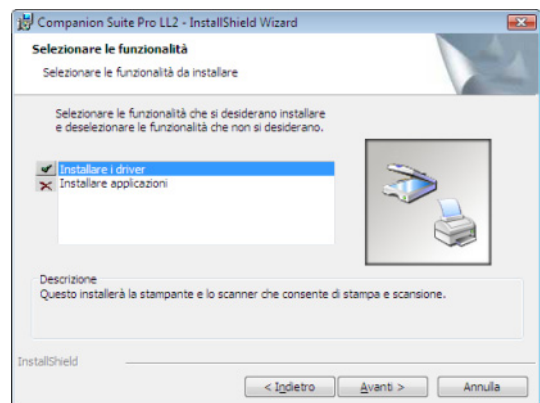 Companion Suite Pro LL2 - InstallShield Wizard
Selezionare le funzionalità
Selezionare le funzionalità da installare
Selezionare le funzionalità che si desiderano installare
e deselezionare le funzionalità che non si desiderano.
Installare i driver
Installare applicazioni
Descrizione
Questo installerà la stampante e lo scanner che consente di stampa e scansione.
InstallShield
< Indietro
Avanti >
Annulla